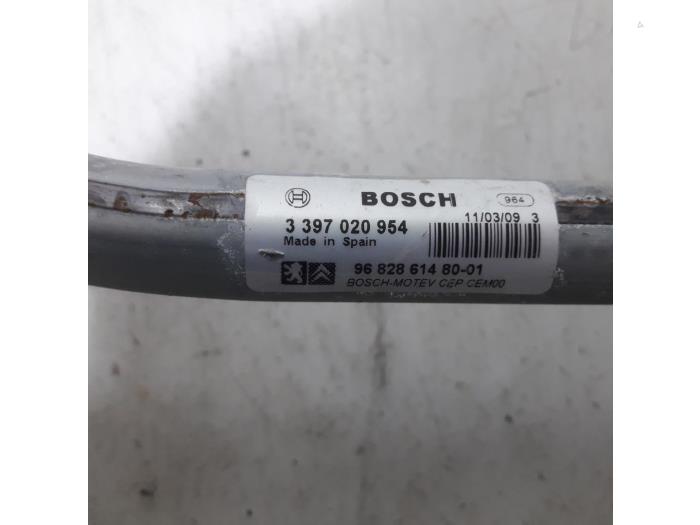 BOSCH
964
11/03/09 3
3 397 020 954
Made in Spain
96 828 614 80-01
BOSCH-MOTEV CEP CEM00